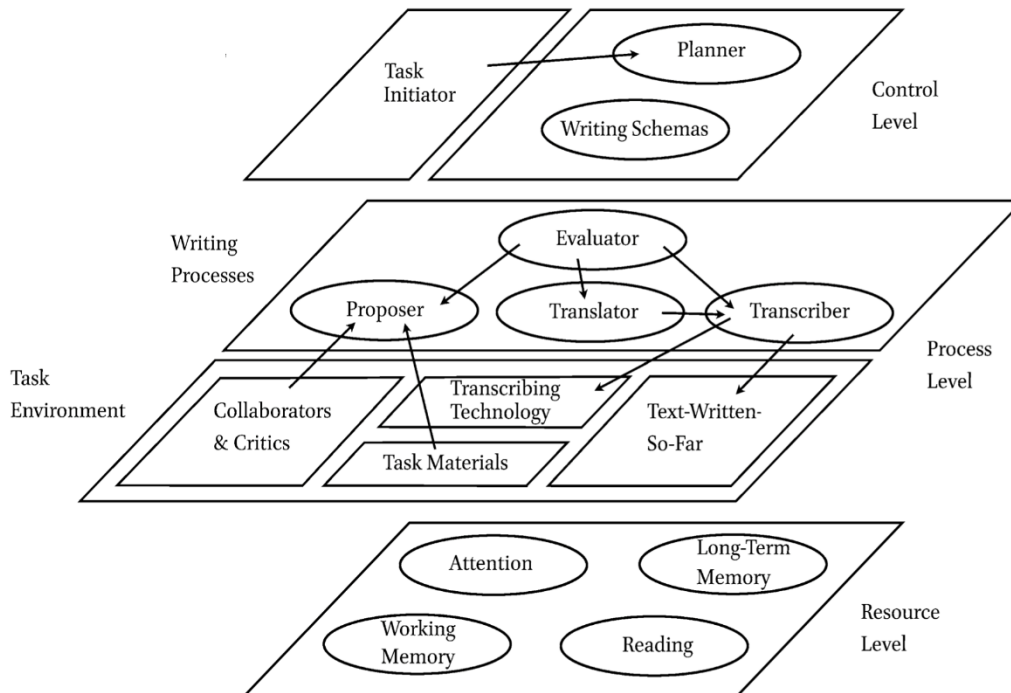 Planner
Task
Initiator
Control
Level
Writing Schemas
Writing
Processes
Evaluator
Proposer
Translator
Transcriber
Process
Level
Task
Environment
Collaborators
& Critics
Transcribing
Technology
Text-Written-
So-Far
Task Materials
Attention
Long-Term
Memory
Working
Memory
Reading
Resource
Level